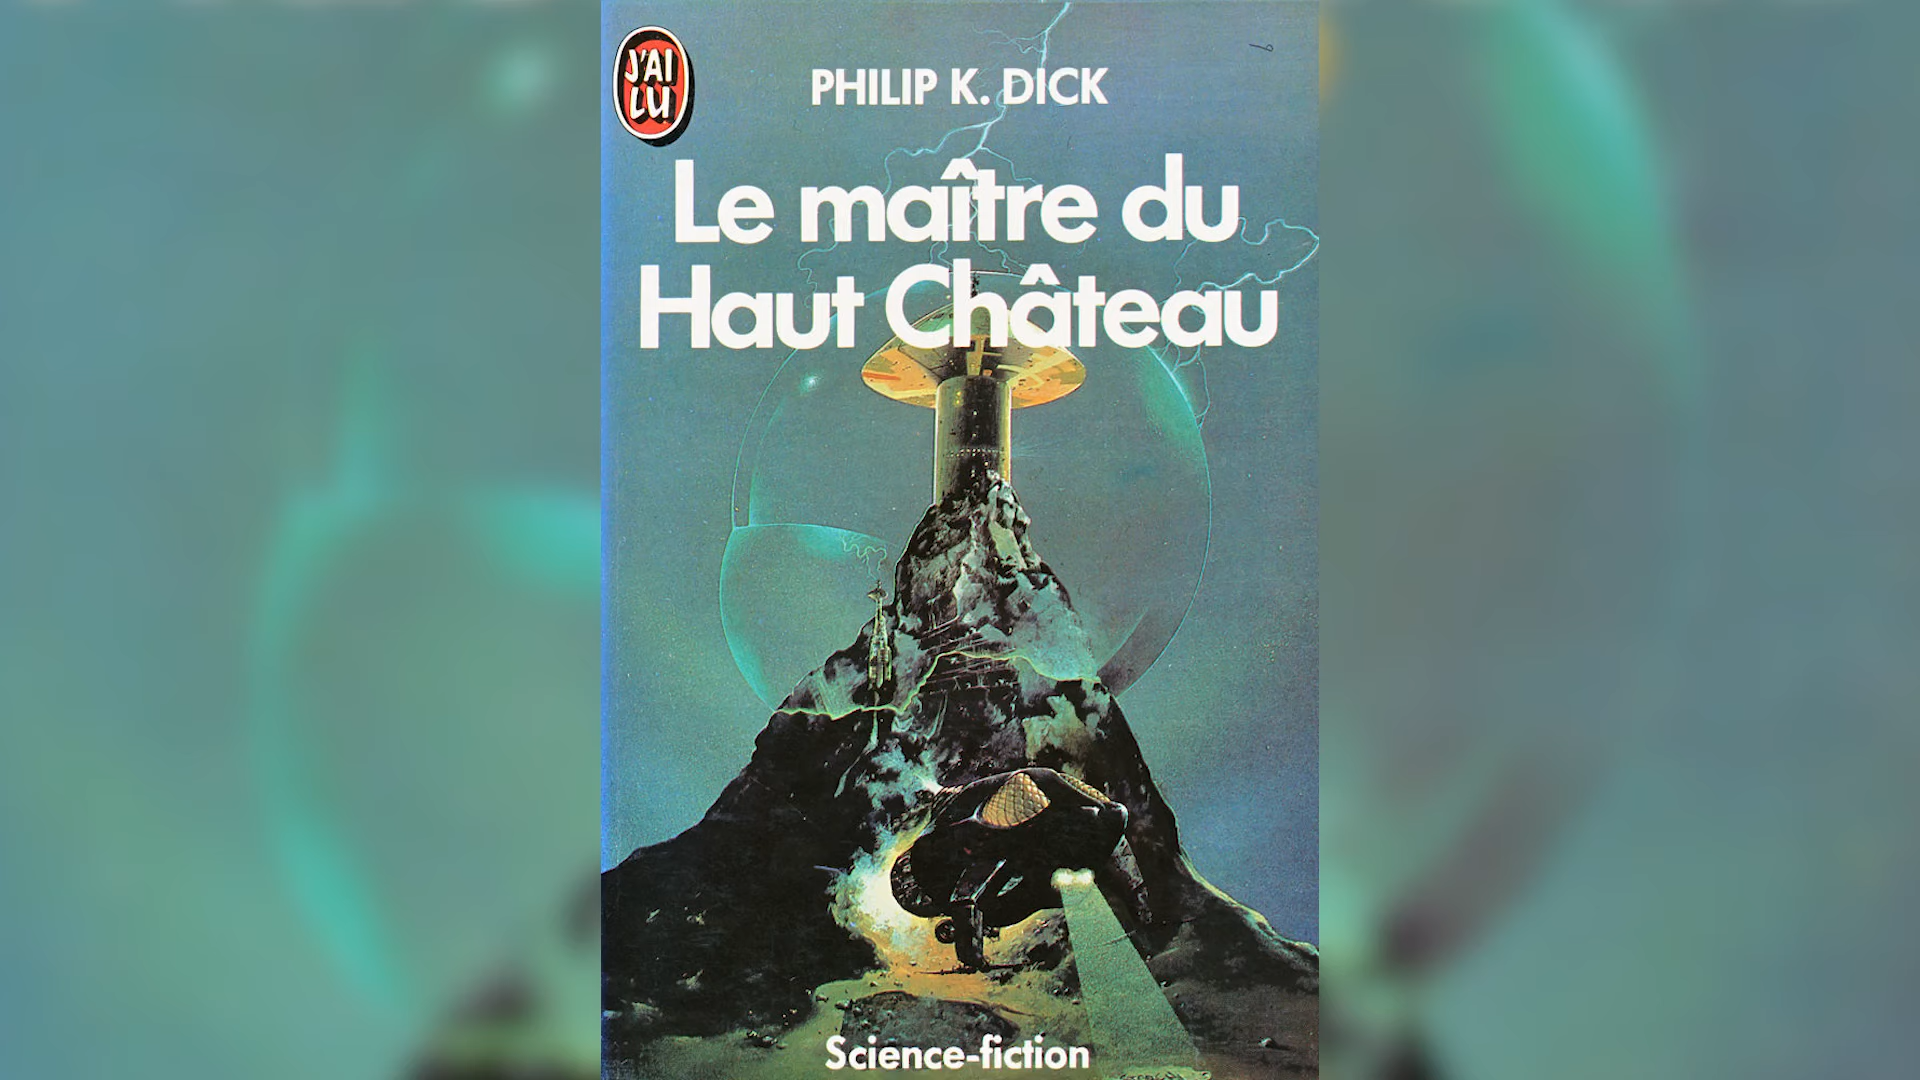 J'AI
LU
PHILIP K. DICK
Le maître du
Haut Château
Science-fiction